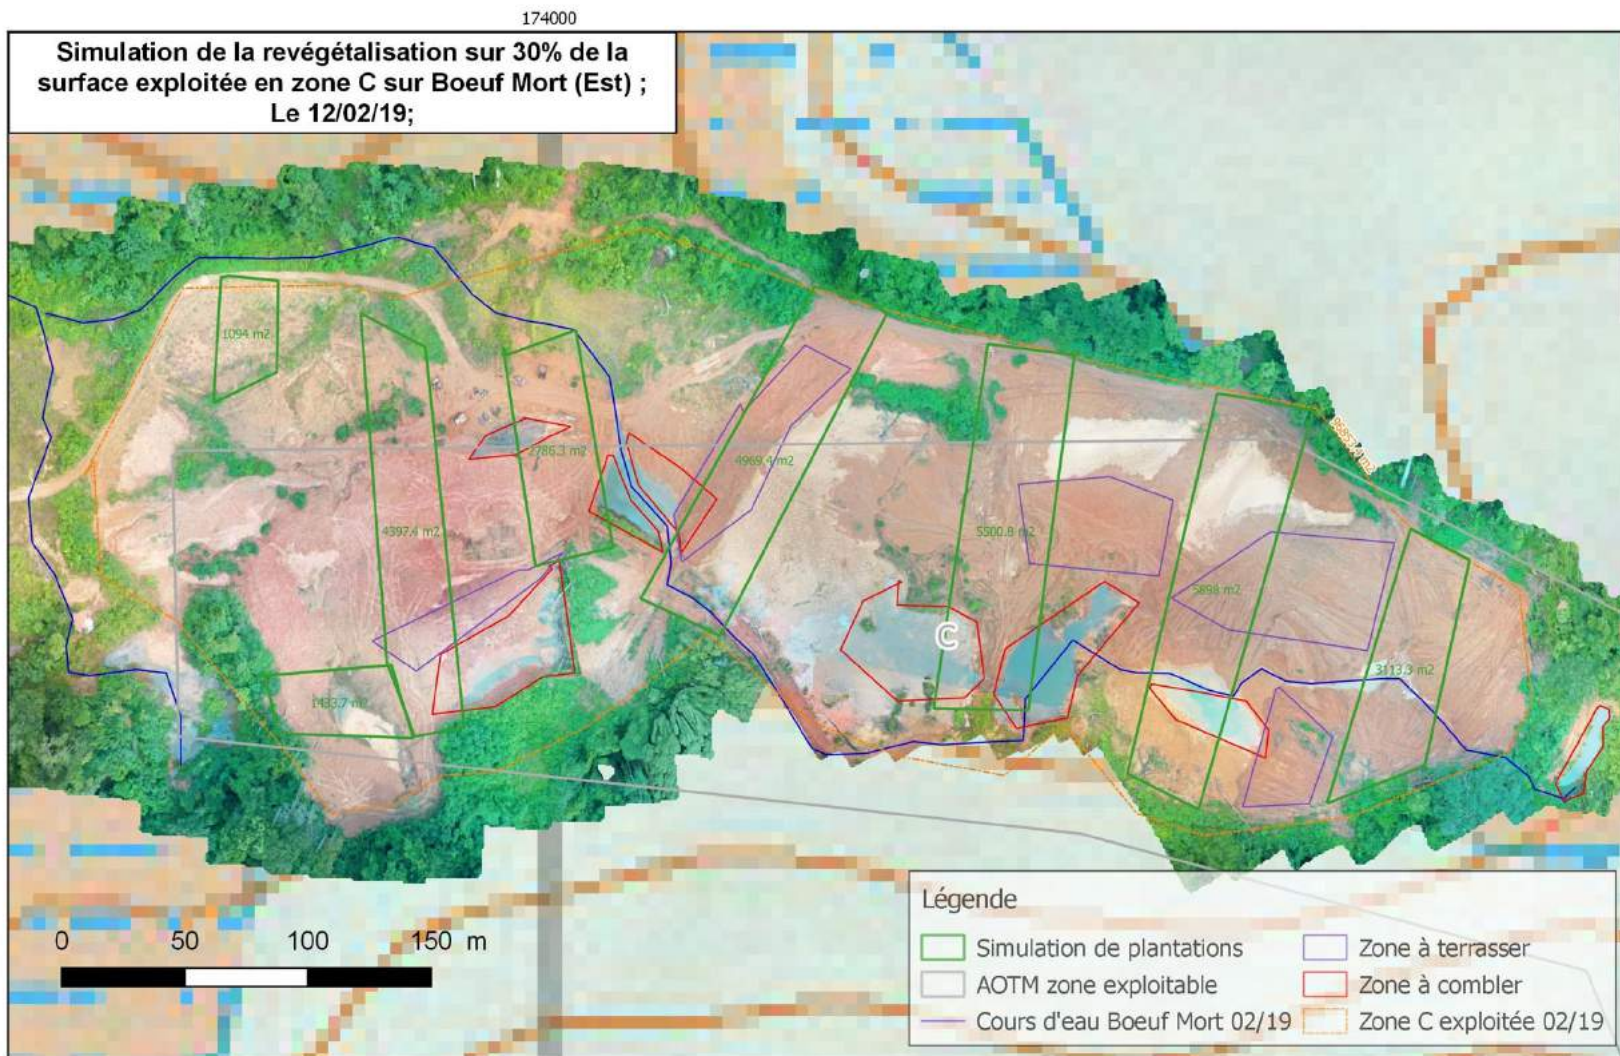 174000
Simulation de la revégétalisation sur 30% de la
surface exploitée en zone C sur Boeuf Mort (Est) ;
Le 12/02/19;
1094 m2
2786.3 m2
4969.4 m2
4397.4 m2
5500.8 m2
5898 m2
3113.3 m2
1433.7 m2
C
0 50 100 150 m
Légende
Simulation de plantations
Zone à terrasser
AOTM zone exploitable
Zone à combler
Cours d'eau Boeuf Mort 02/19
Zone C exploitée 02/19